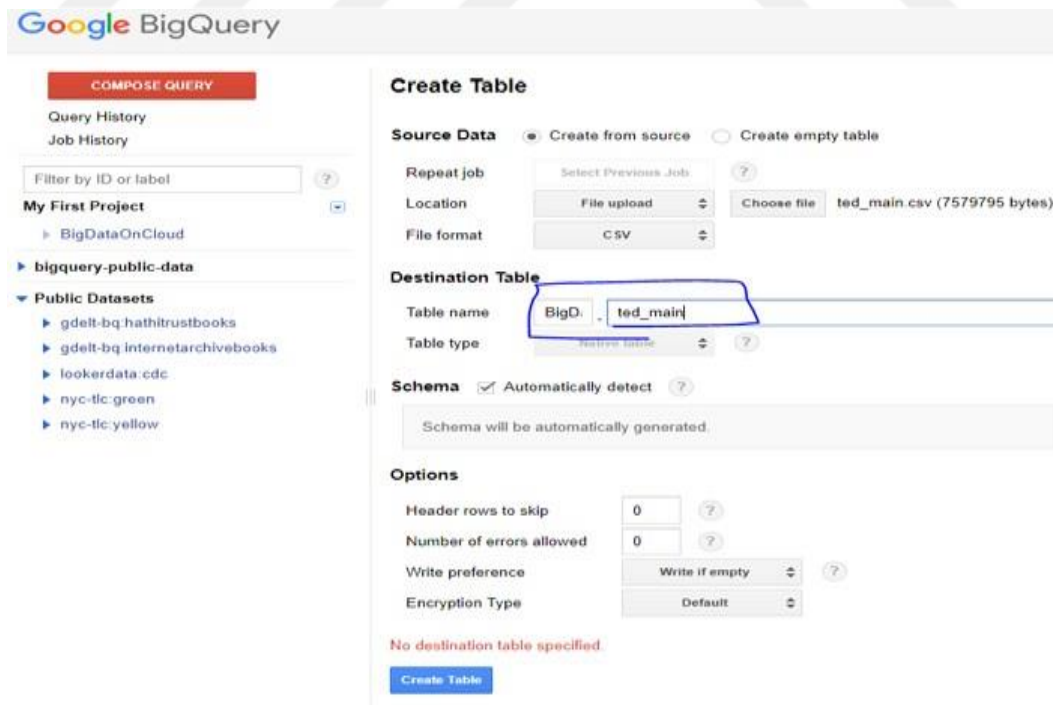 Google BigQuery
COMPOSE QUERY
Query History
Job History
Filter by ID or label ?
My First Project
BigDataOnCloud
bigquery-public-data
Public Datasets
gdelt-bq:hathitrustbooks
gdelt-bq:internetarchivebooks
lookerdata:cdc
nyc-tlc:green
nyc-tlc:yellow
Create Table
Source Data Create from source Create empty table
Repeat job Select Previous Job ?
Location File upload Choose file ted_main.csv (7579795 bytes)
File format CSV
Destination Table
Table name BigD. . ted_main
Table type Native table ?
Schema Automatically detect ?
Schema will be automatically generated.
Options
Header rows to skip 0 ?
Number of errors allowed 0 ?
Write preference Write if empty ?
Encryption Type Default
No destination table specified.
Create Table